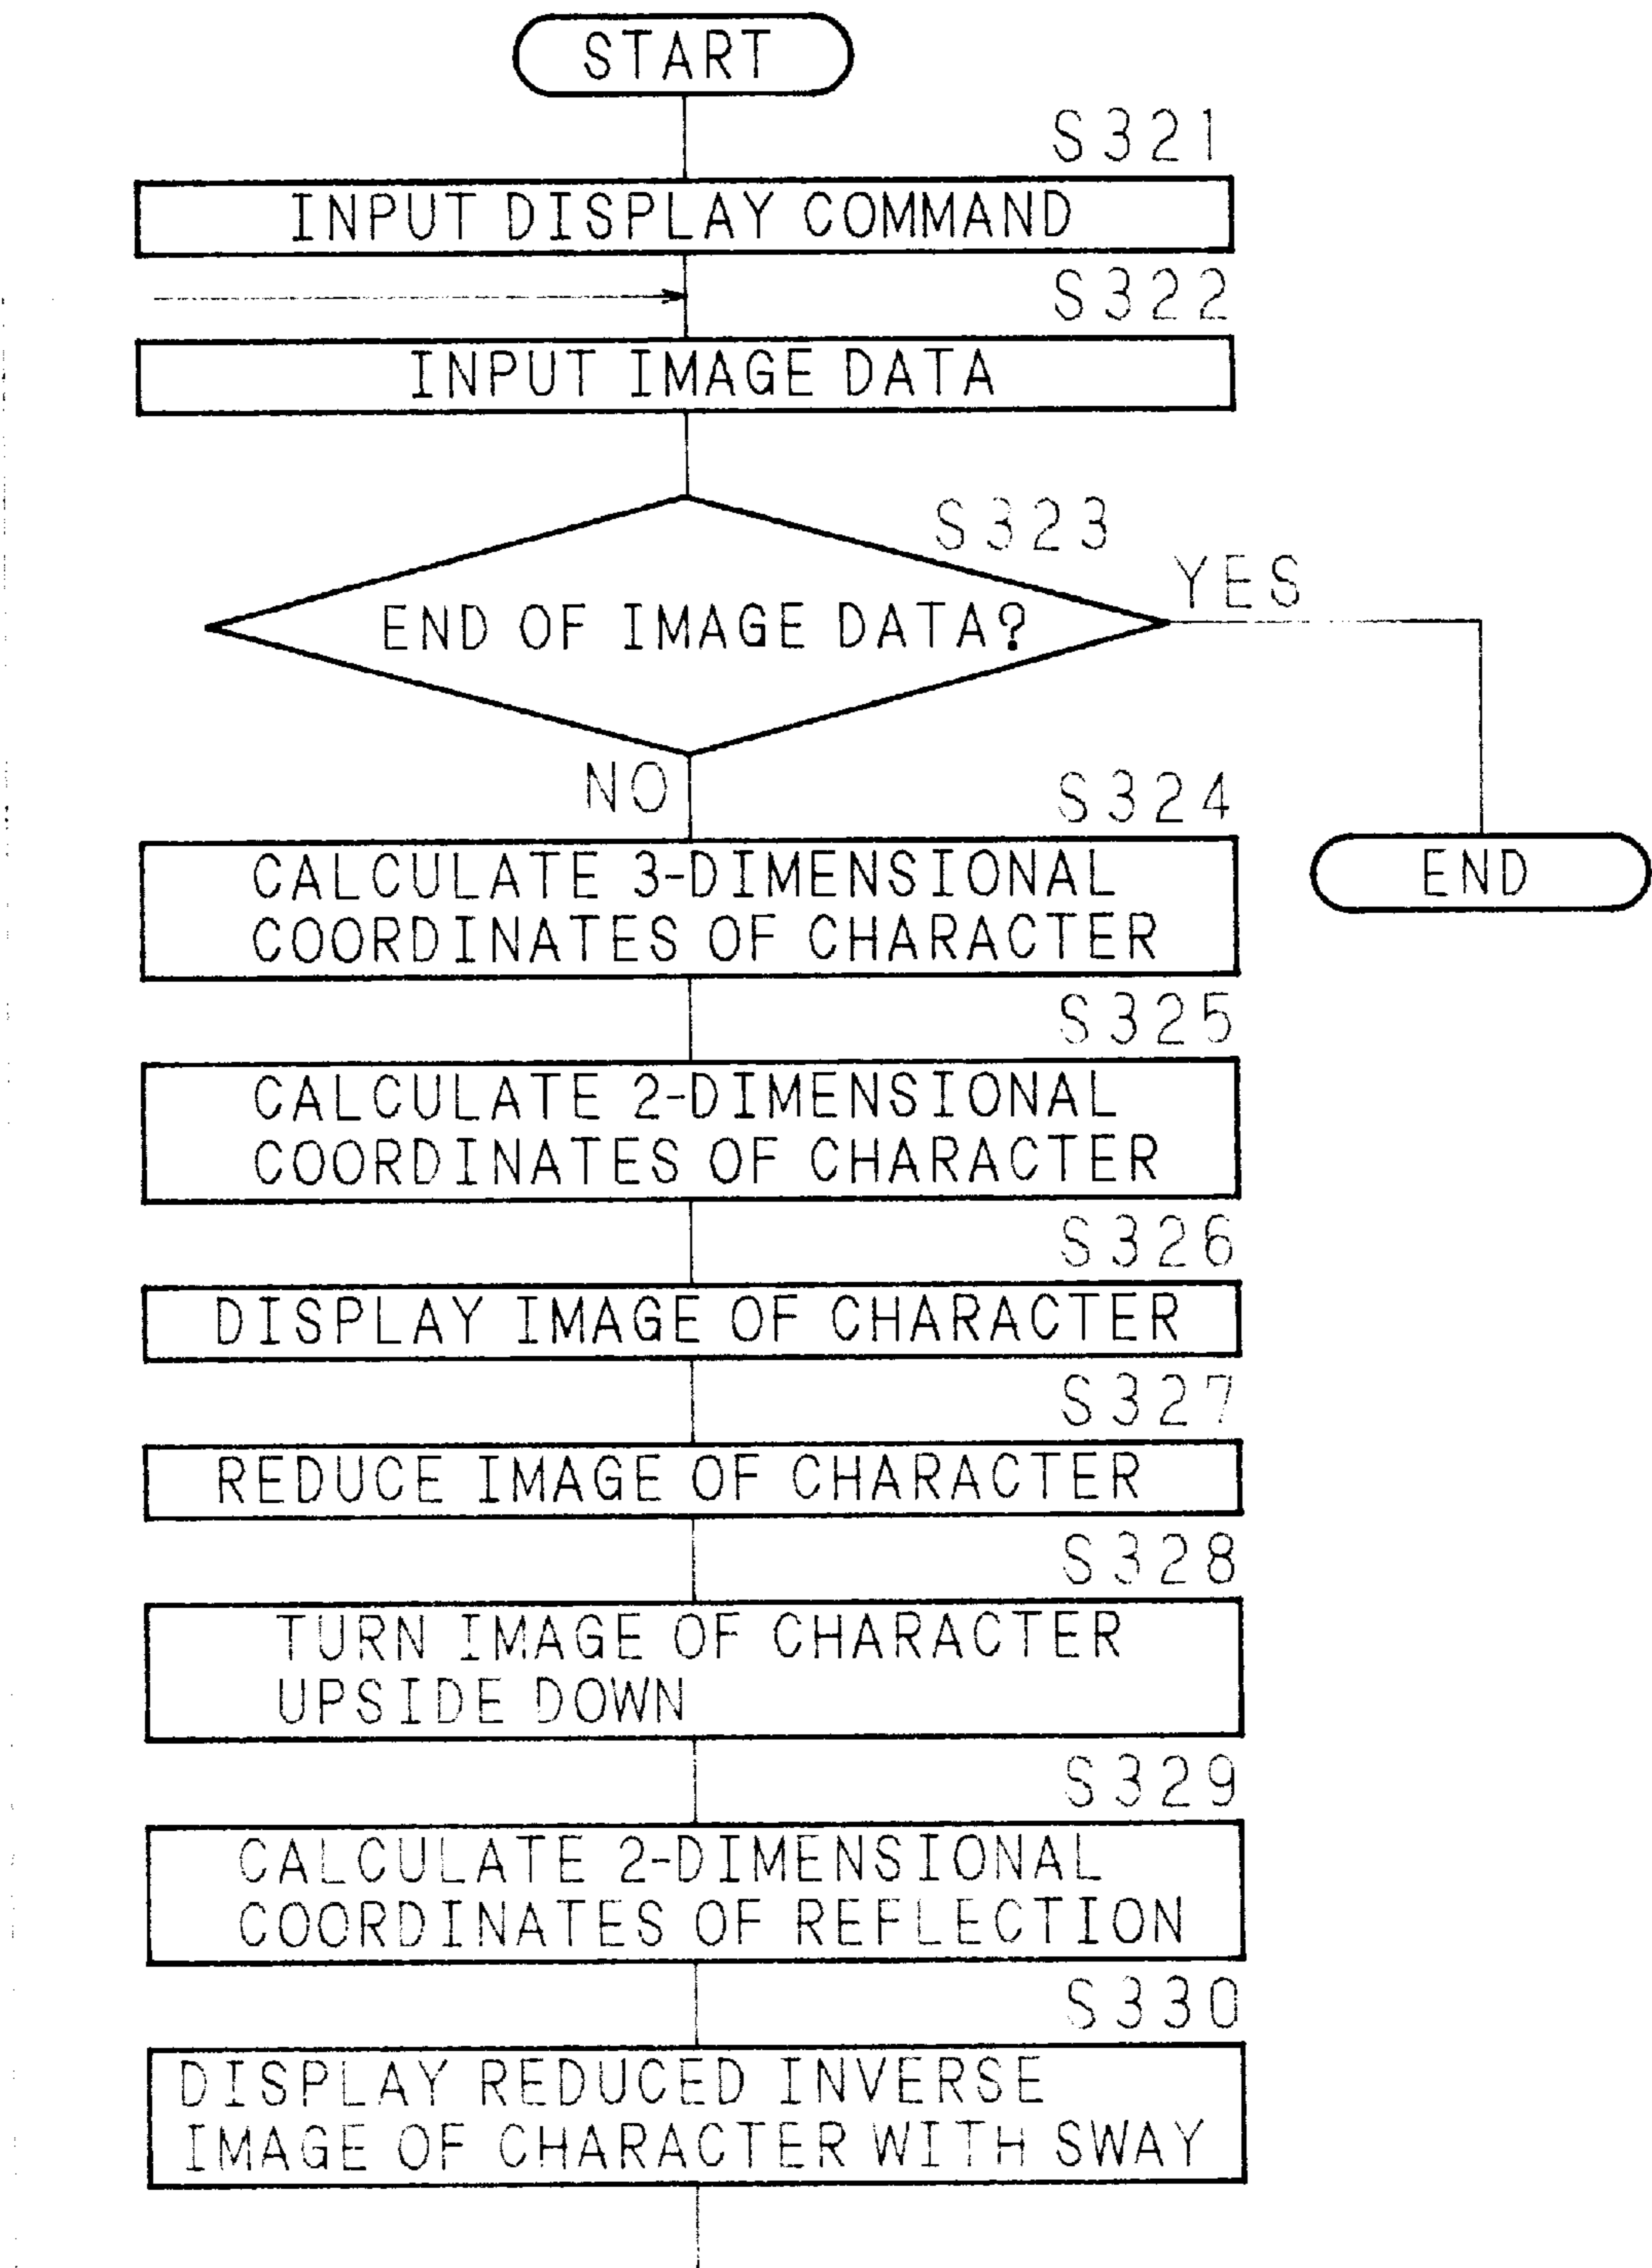 START
S321
INPUT DISPLAY COMMAND
S322
INPUT IMAGE DATA
S323
YES
END OF IMAGE DATA?
NO
S324
CALCULATE 3-DIMENSIONAL
COORDINATES OF CHARACTER
END
S325
CALCULATE 2-DIMENSIONAL
COORDINATES OF CHARACTER
S326
DISPLAY IMAGE OF CHARACTER
S327
REDUCE IMAGE OF CHARACTER
S328
TURN IMAGE OF CHARACTER
UPSIDE DOWN
S329
CALCULATE 2-DIMENSIONAL
COORDINATES OF REFLECTION
S330
DISPLAY REDUCED INVERSE
IMAGE OF CHARACTER WITH SWAY